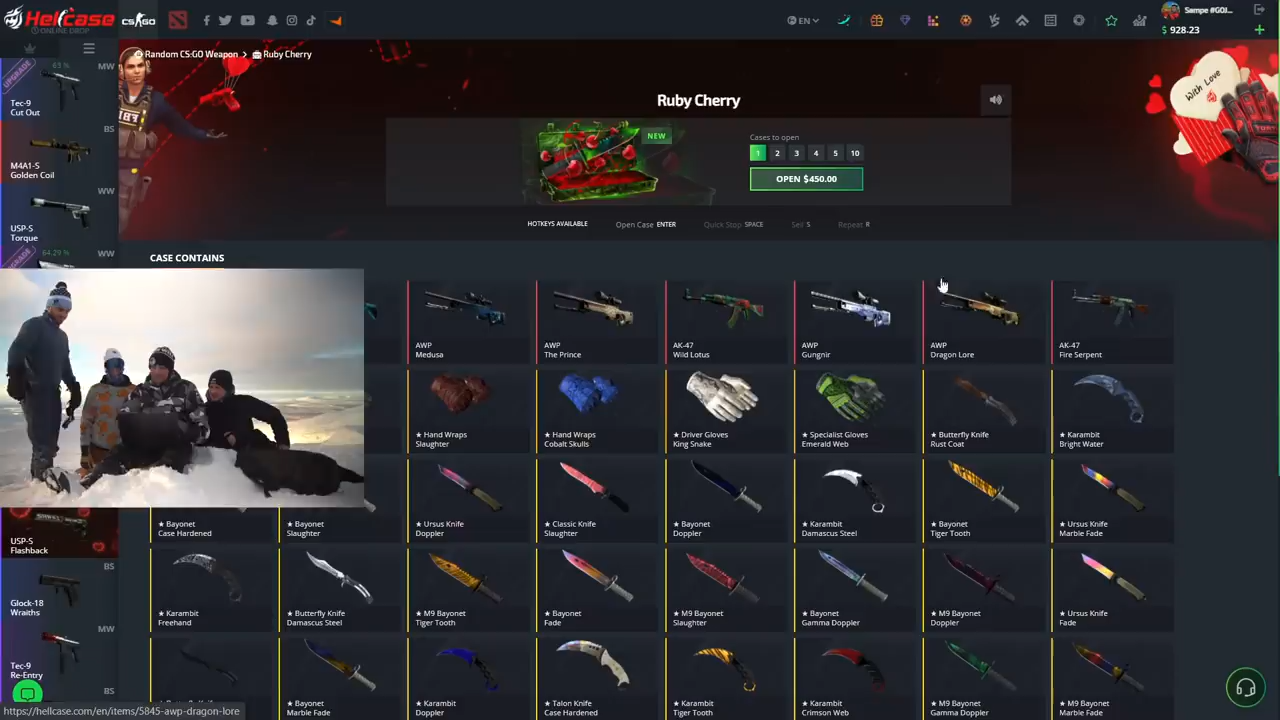 Hellcase
ONLINE DROP
CS:GO
EN
Sempe #GOI...
$ 928.23
Random CS:GO Weapon > Ruby Cherry
Ruby Cherry
NEW
Cases to open
1 2 3 4 5 10
OPEN $450.00
HOTKEYS AVAILABLE Open Case ENTER Quick Stop SPACE Sell S Repeat R
With Love
UPGRADE
63 %
MW
Tec-9
Cut Out
BS
M4A1-S
Golden Coil
WW
USP-S
Torque
64.29 %
WW
USP-S
Flashback
BS
Glock-18
Wraiths
MW
Tec-9
Re-Entry
BS
CASE CONTAINS
AWP
Medusa
AWP
The Prince
AK-47
Wild Lotus
AWP
Gungnir
AWP
Dragon Lore
AK-47
Fire Serpent
★ Hand Wraps
Slaughter
★ Hand Wraps
Cobalt Skulls
★ Driver Gloves
King Snake
★ Specialist Gloves
Emerald Web
★ Butterfly Knife
Rust Coat
★ Karambit
Bright Water
★ Bayonet
Case Hardened
★ Bayonet
Slaughter
★ Ursus Knife
Doppler
★ Classic Knife
Slaughter
★ Bayonet
Doppler
★ Karambit
Damascus Steel
★ Bayonet
Tiger Tooth
★ Ursus Knife
Marble Fade
★ Karambit
Freehand
★ Butterfly Knife
Damascus Steel
★ M9 Bayonet
Tiger Tooth
★ Bayonet
Fade
★ M9 Bayonet
Slaughter
★ Bayonet
Gamma Doppler
★ M9 Bayonet
Doppler
★ Ursus Knife
Fade
★ Bayonet
Marble Fade
★ Karambit
Doppler
★ Talon Knife
Case Hardened
★ Karambit
Tiger Tooth
★ Karambit
Crimson Web
★ M9 Bayonet
Gamma Doppler
★ M9 Bayonet
Marble Fade
https://hellcase.com/en/items/5845-awp-dragon-lore